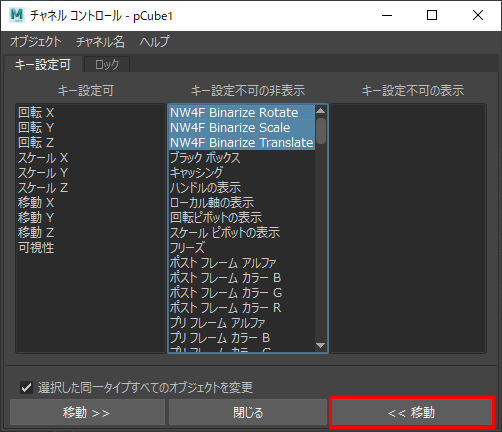 チャネル コントロール - pCube1
オブジェクト チャネル名 ヘルプ
キー設定可 ロック
キー設定可 キー設定不可の非表示 キー設定不可の表示
回転 X
回転 Y
回転 Z
スケール X
スケール Y
スケール Z
移動 X
移動 Y
移動 Z
可視性
NW4F Binarize Rotate
NW4F Binarize Scale
NW4F Binarize Translate
ブラック ボックス
キャッシング
ハンドルの表示
ローカル軸の表示
回転ピボットの表示
スケール ピボットの表示
フリーズ
ポスト フレーム アルファ
ポスト フレーム カラー B
ポスト フレーム カラー G
ポスト フレーム カラー R
プリ フレーム アルファ
プリ フレーム カラー B
プリ フレーム カラー G
選択した同一タイプすべてのオブジェクトを変更
移動 >> 閉じる << 移動